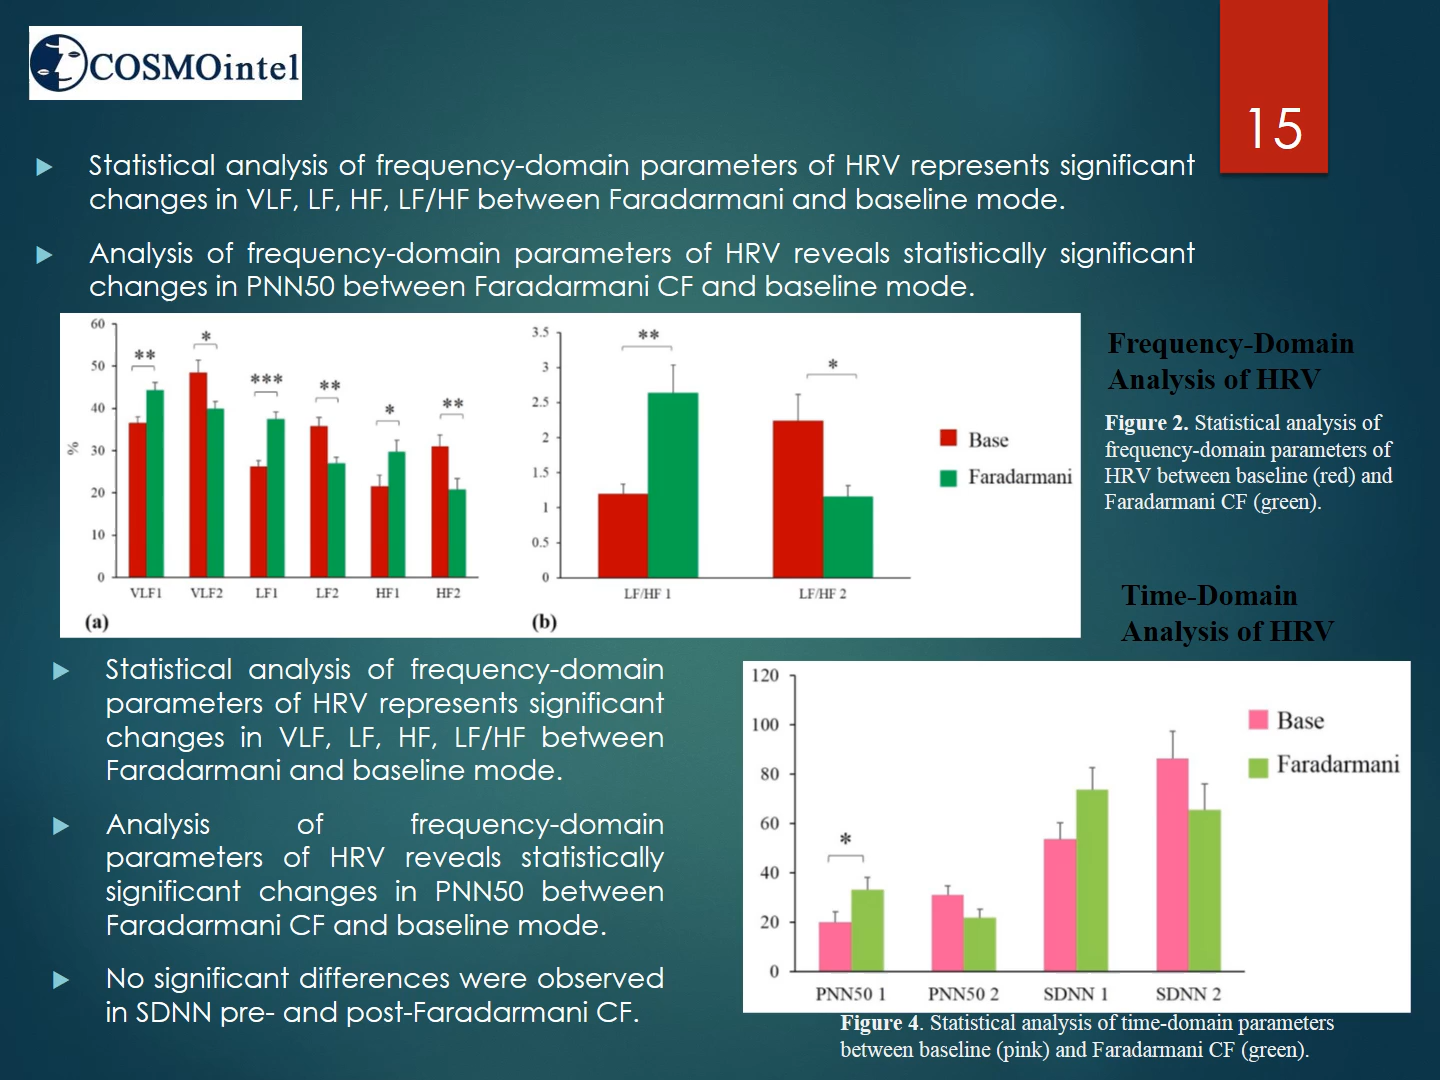 COSMOintel
15
Statistical analysis of frequency-domain parameters of HRV represents significant
changes in VLF, LF, HF, LF/HF between Faradarmani and baseline mode.
Analysis of frequency-domain parameters of HRV reveals statistically significant
changes in PNN50 between Faradarmani CF and baseline mode.
60
50
40
30
20
10
0
%
**
*
***
**
*
**
VLF1
VLF2
LF1
LF2
HF1
HF2
(a)
3.5
3
2.5
2
1.5
1
0.5
0
**
*
LF/HF 1
LF/HF 2
(b)
Base
Faradarmani
Frequency-Domain
Analysis of HRV
Figure 2. Statistical analysis of
frequency-domain parameters of
HRV between baseline (red) and
Faradarmani CF (green).
Time-Domain
Analysis of HRV
Statistical analysis of frequency-domain
parameters of HRV represents significant
changes in VLF, LF, HF, LF/HF between
Faradarmani and baseline mode.
Analysis of frequency-domain
parameters of HRV reveals statistically
significant changes in PNN50 between
Faradarmani CF and baseline mode.
No significant differences were observed
in SDNN pre- and post-Faradarmani CF.
120
100
80
60
40
20
0
*
PNN50 1
PNN50 2
SDNN 1
SDNN 2
Base
Faradarmani
Figure 4. Statistical analysis of time-domain parameters
between baseline (pink) and Faradarmani CF (green).